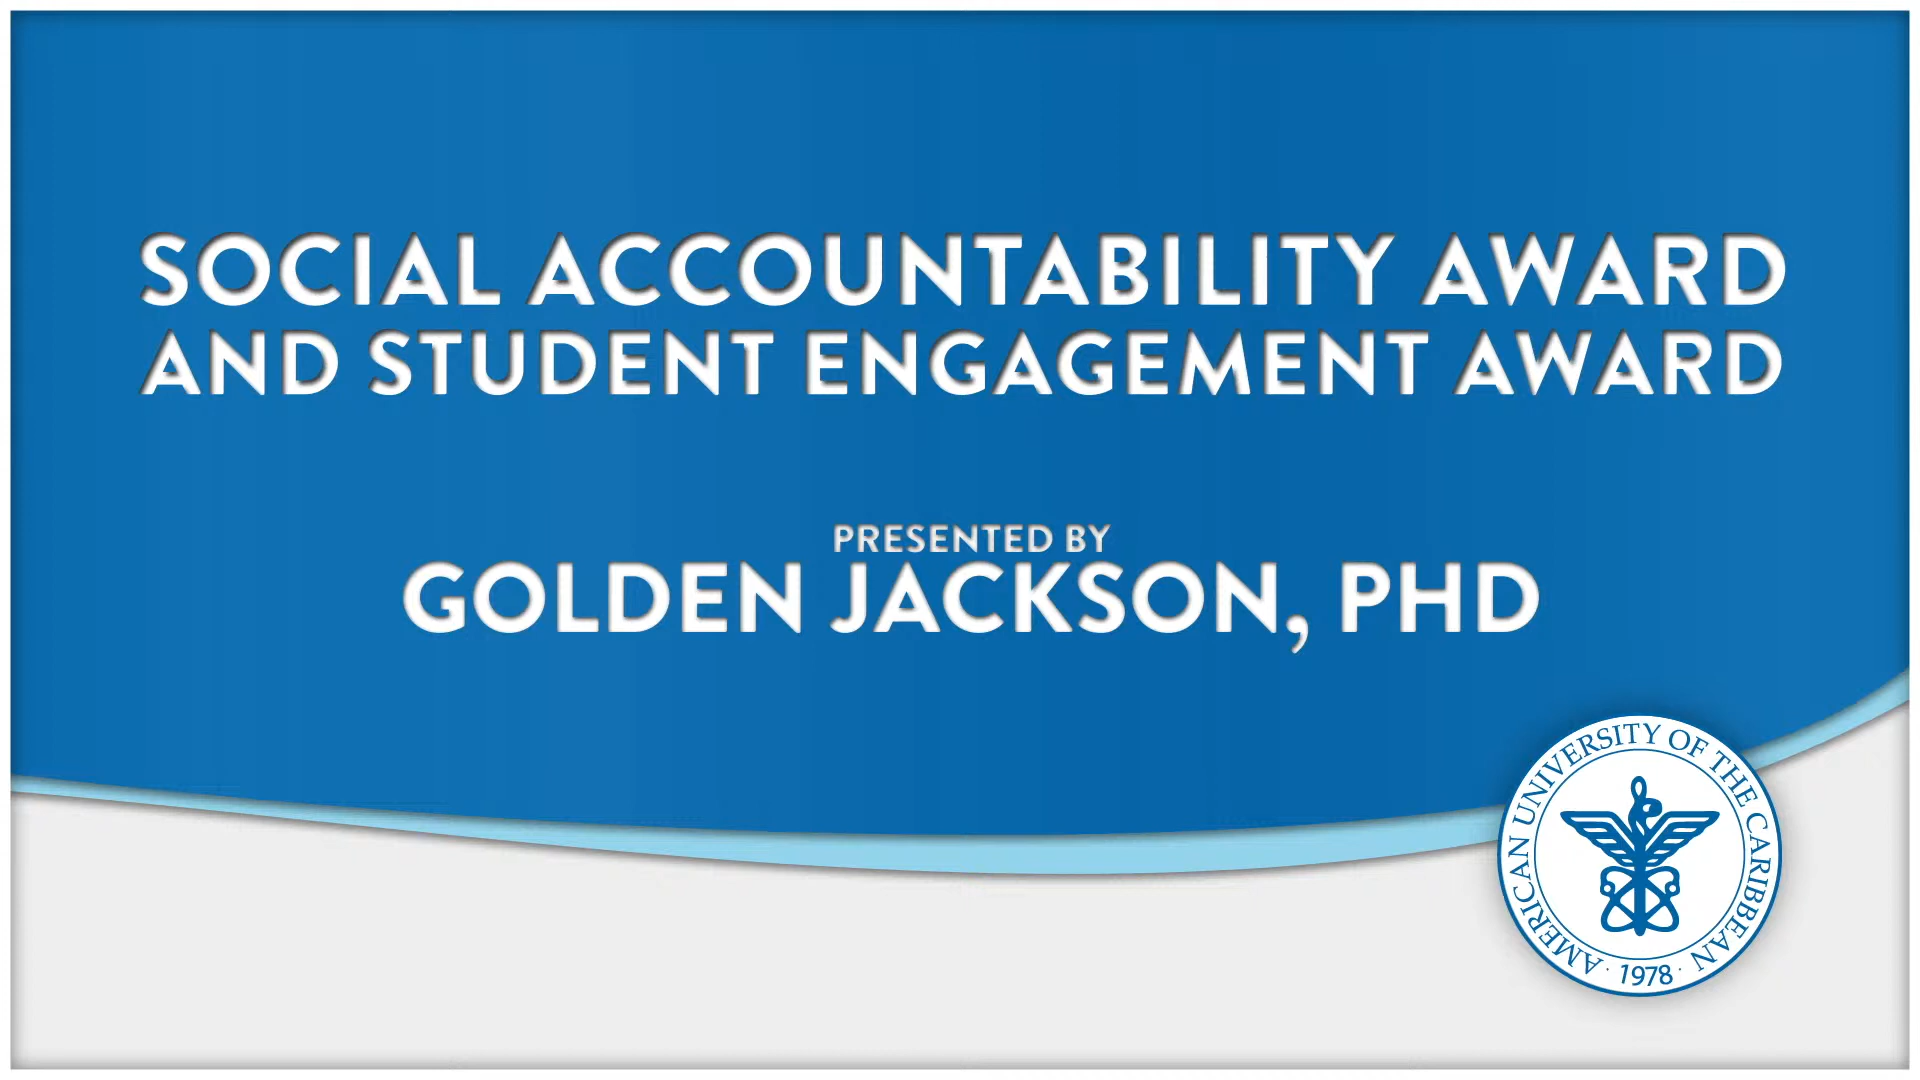 SOCIAL ACCOUNTABILITY AWARD
AND STUDENT ENGAGEMENT AWARD
PRESENTED BY
GOLDEN JACKSON, PHD
AMERICAN UNIVERSITY OF THE CARIBBEAN
· 1978 ·